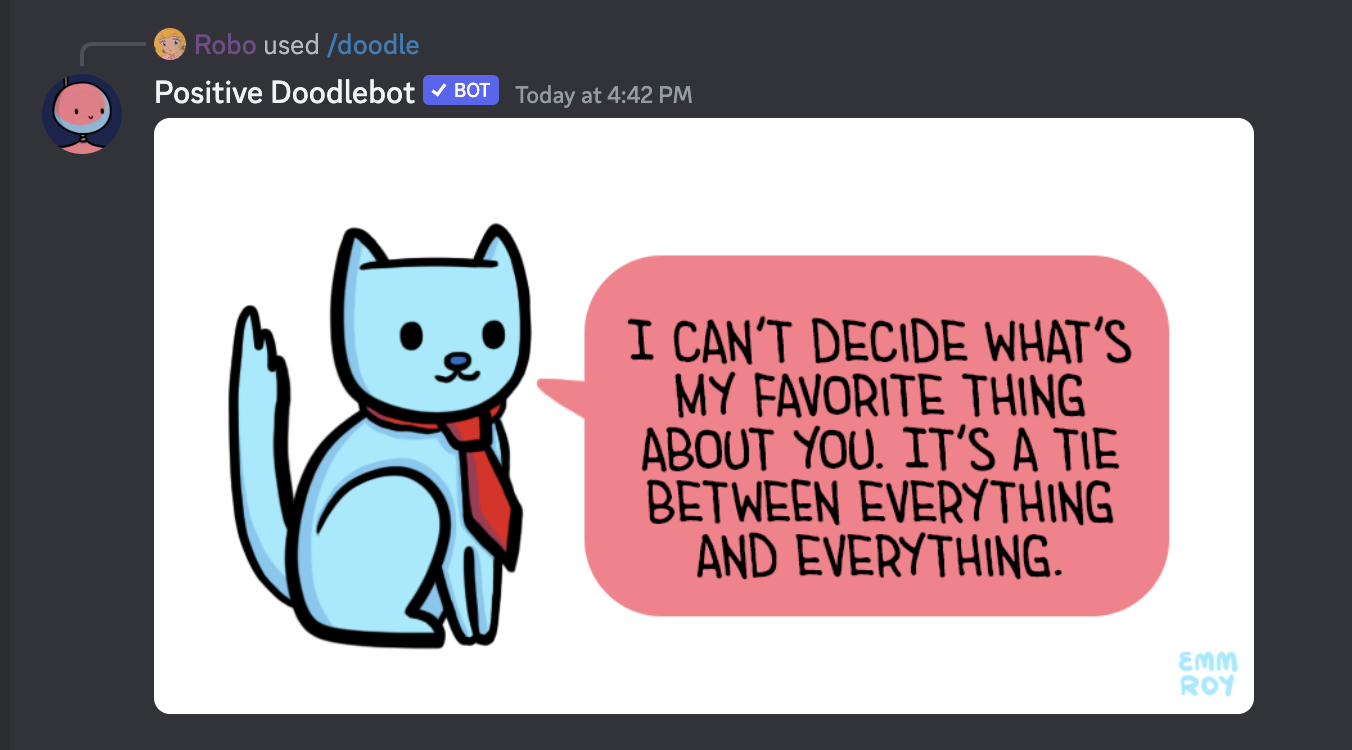 Robo used /doodle
Positive Doodlebot ✓ BOT Today at 4:42 PM
I CAN'T DECIDE WHAT'S
MY FAVORITE THING
ABOUT YOU. IT'S A TIE
BETWEEN EVERYTHING
AND EVERYTHING.
EMM
ROY